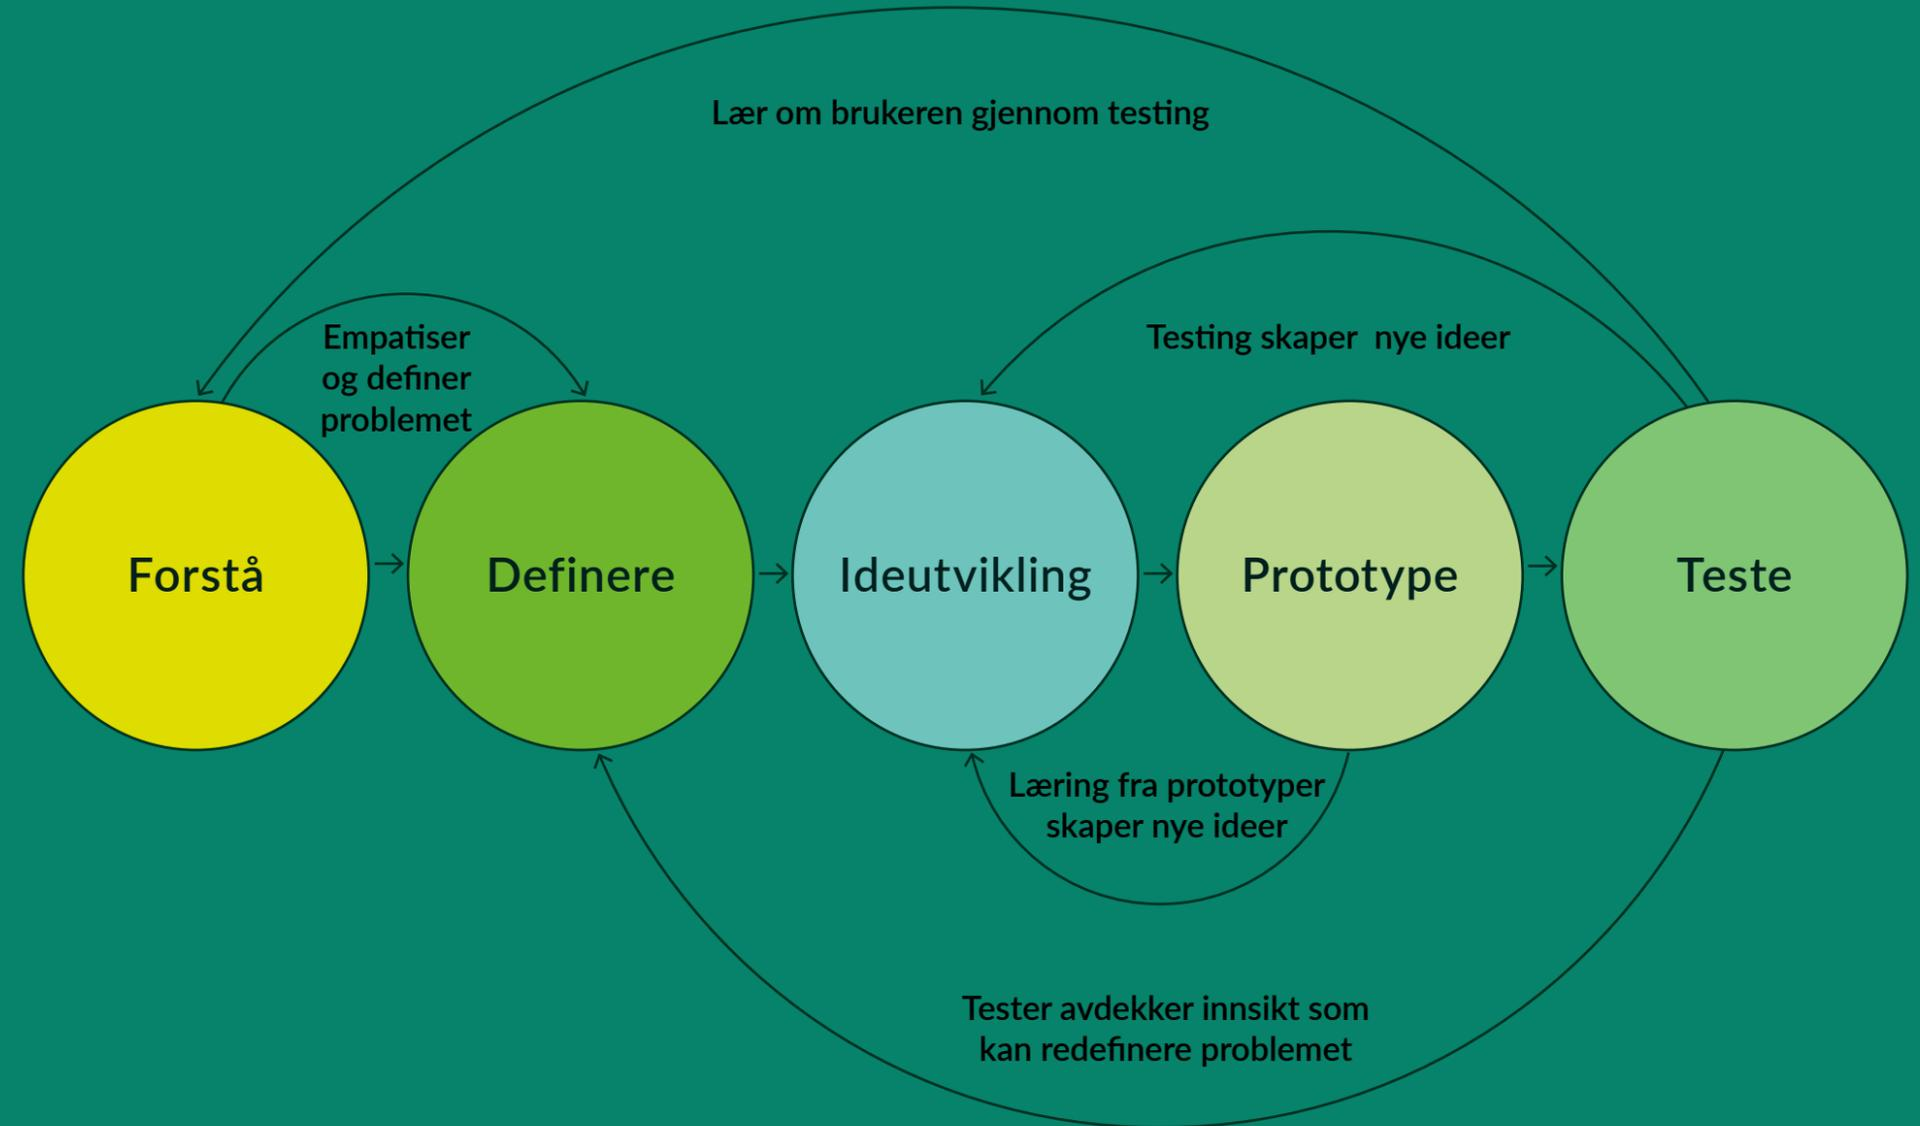 Lær om brukeren gjennom testing
Empatiser
og definer
problemet
Testing skaper  nye ideer
Forstå
Definere
Ideutvikling
Prototype
Teste
Læring fra prototyper
skaper nye ideer
Tester avdekker innsikt som
kan redefinere problemet